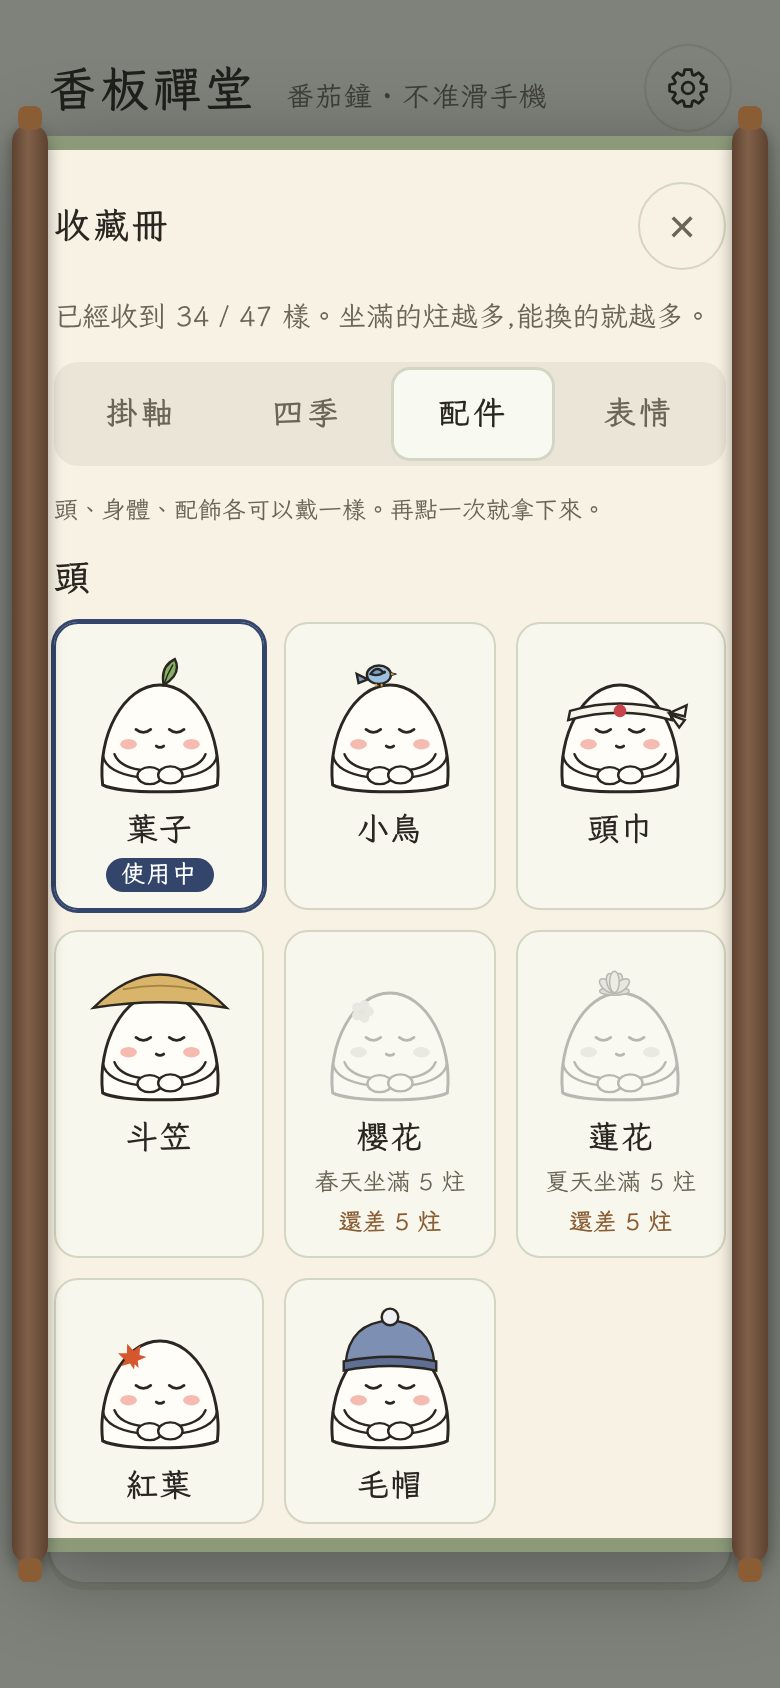 香板禪堂 番茄鐘・不准滑手機
收藏冊
已經收到 34 / 47 樣。坐滿的炷越多,能換的就越多。
掛軸 四季 配件 表情
頭、身體、配飾各可以戴一樣。再點一次就拿下來。
頭
葉子 小鳥 頭巾
使用中
斗笠 櫻花 蓮花
春天坐滿 5 炷 夏天坐滿 5 炷
還差 5 炷 還差 5 炷
紅葉 毛帽